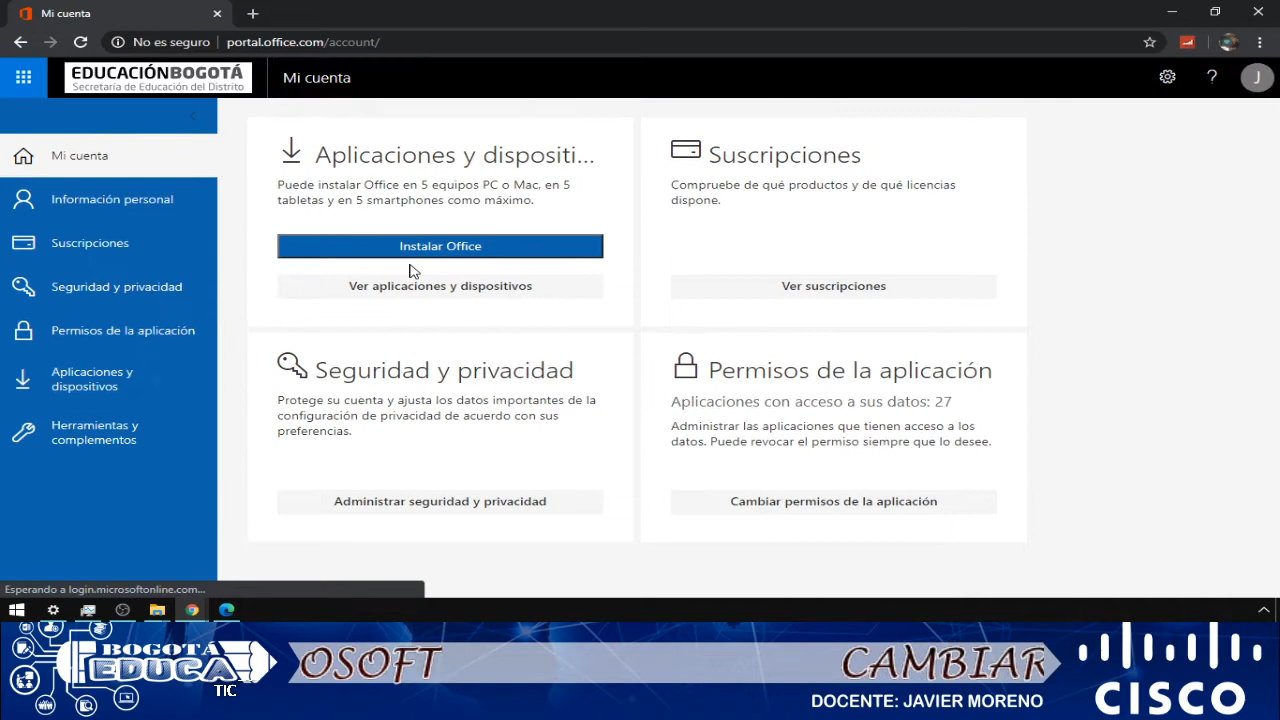 Mi cuenta
No es seguro
portal.office.com/account/
EDUCACIÓNBOGOTÁ
Secretaría de Educación del Distrito
Mi cuenta
?
J
Mi cuenta
Información personal
Suscripciones
Seguridad y privacidad
Permisos de la aplicación
Aplicaciones y
dispositivos
Herramientas y
complementos
Aplicaciones y dispositi...
Puede instalar Office en 5 equipos PC o Mac, en 5
tabletas y en 5 smartphones como máximo.
Instalar Office
Ver aplicaciones y dispositivos
Suscripciones
Compruebe de qué productos y de qué licencias
dispone.
Ver suscripciones
Seguridad y privacidad
Protege su cuenta y ajusta los datos importantes de la
configuración de privacidad de acuerdo con sus
preferencias.
Administrar seguridad y privacidad
Permisos de la aplicación
Aplicaciones con acceso a sus datos: 27
Administrar las aplicaciones que tienen acceso a los
datos. Puede revocar el permiso siempre que lo desee.
Cambiar permisos de la aplicación
Esperando a login.microsoftonline.com...
BOGOTÁ
EDUCA
TIC
OSOFT
CAMBIAR
DOCENTE: JAVIER MORENO
CISCO